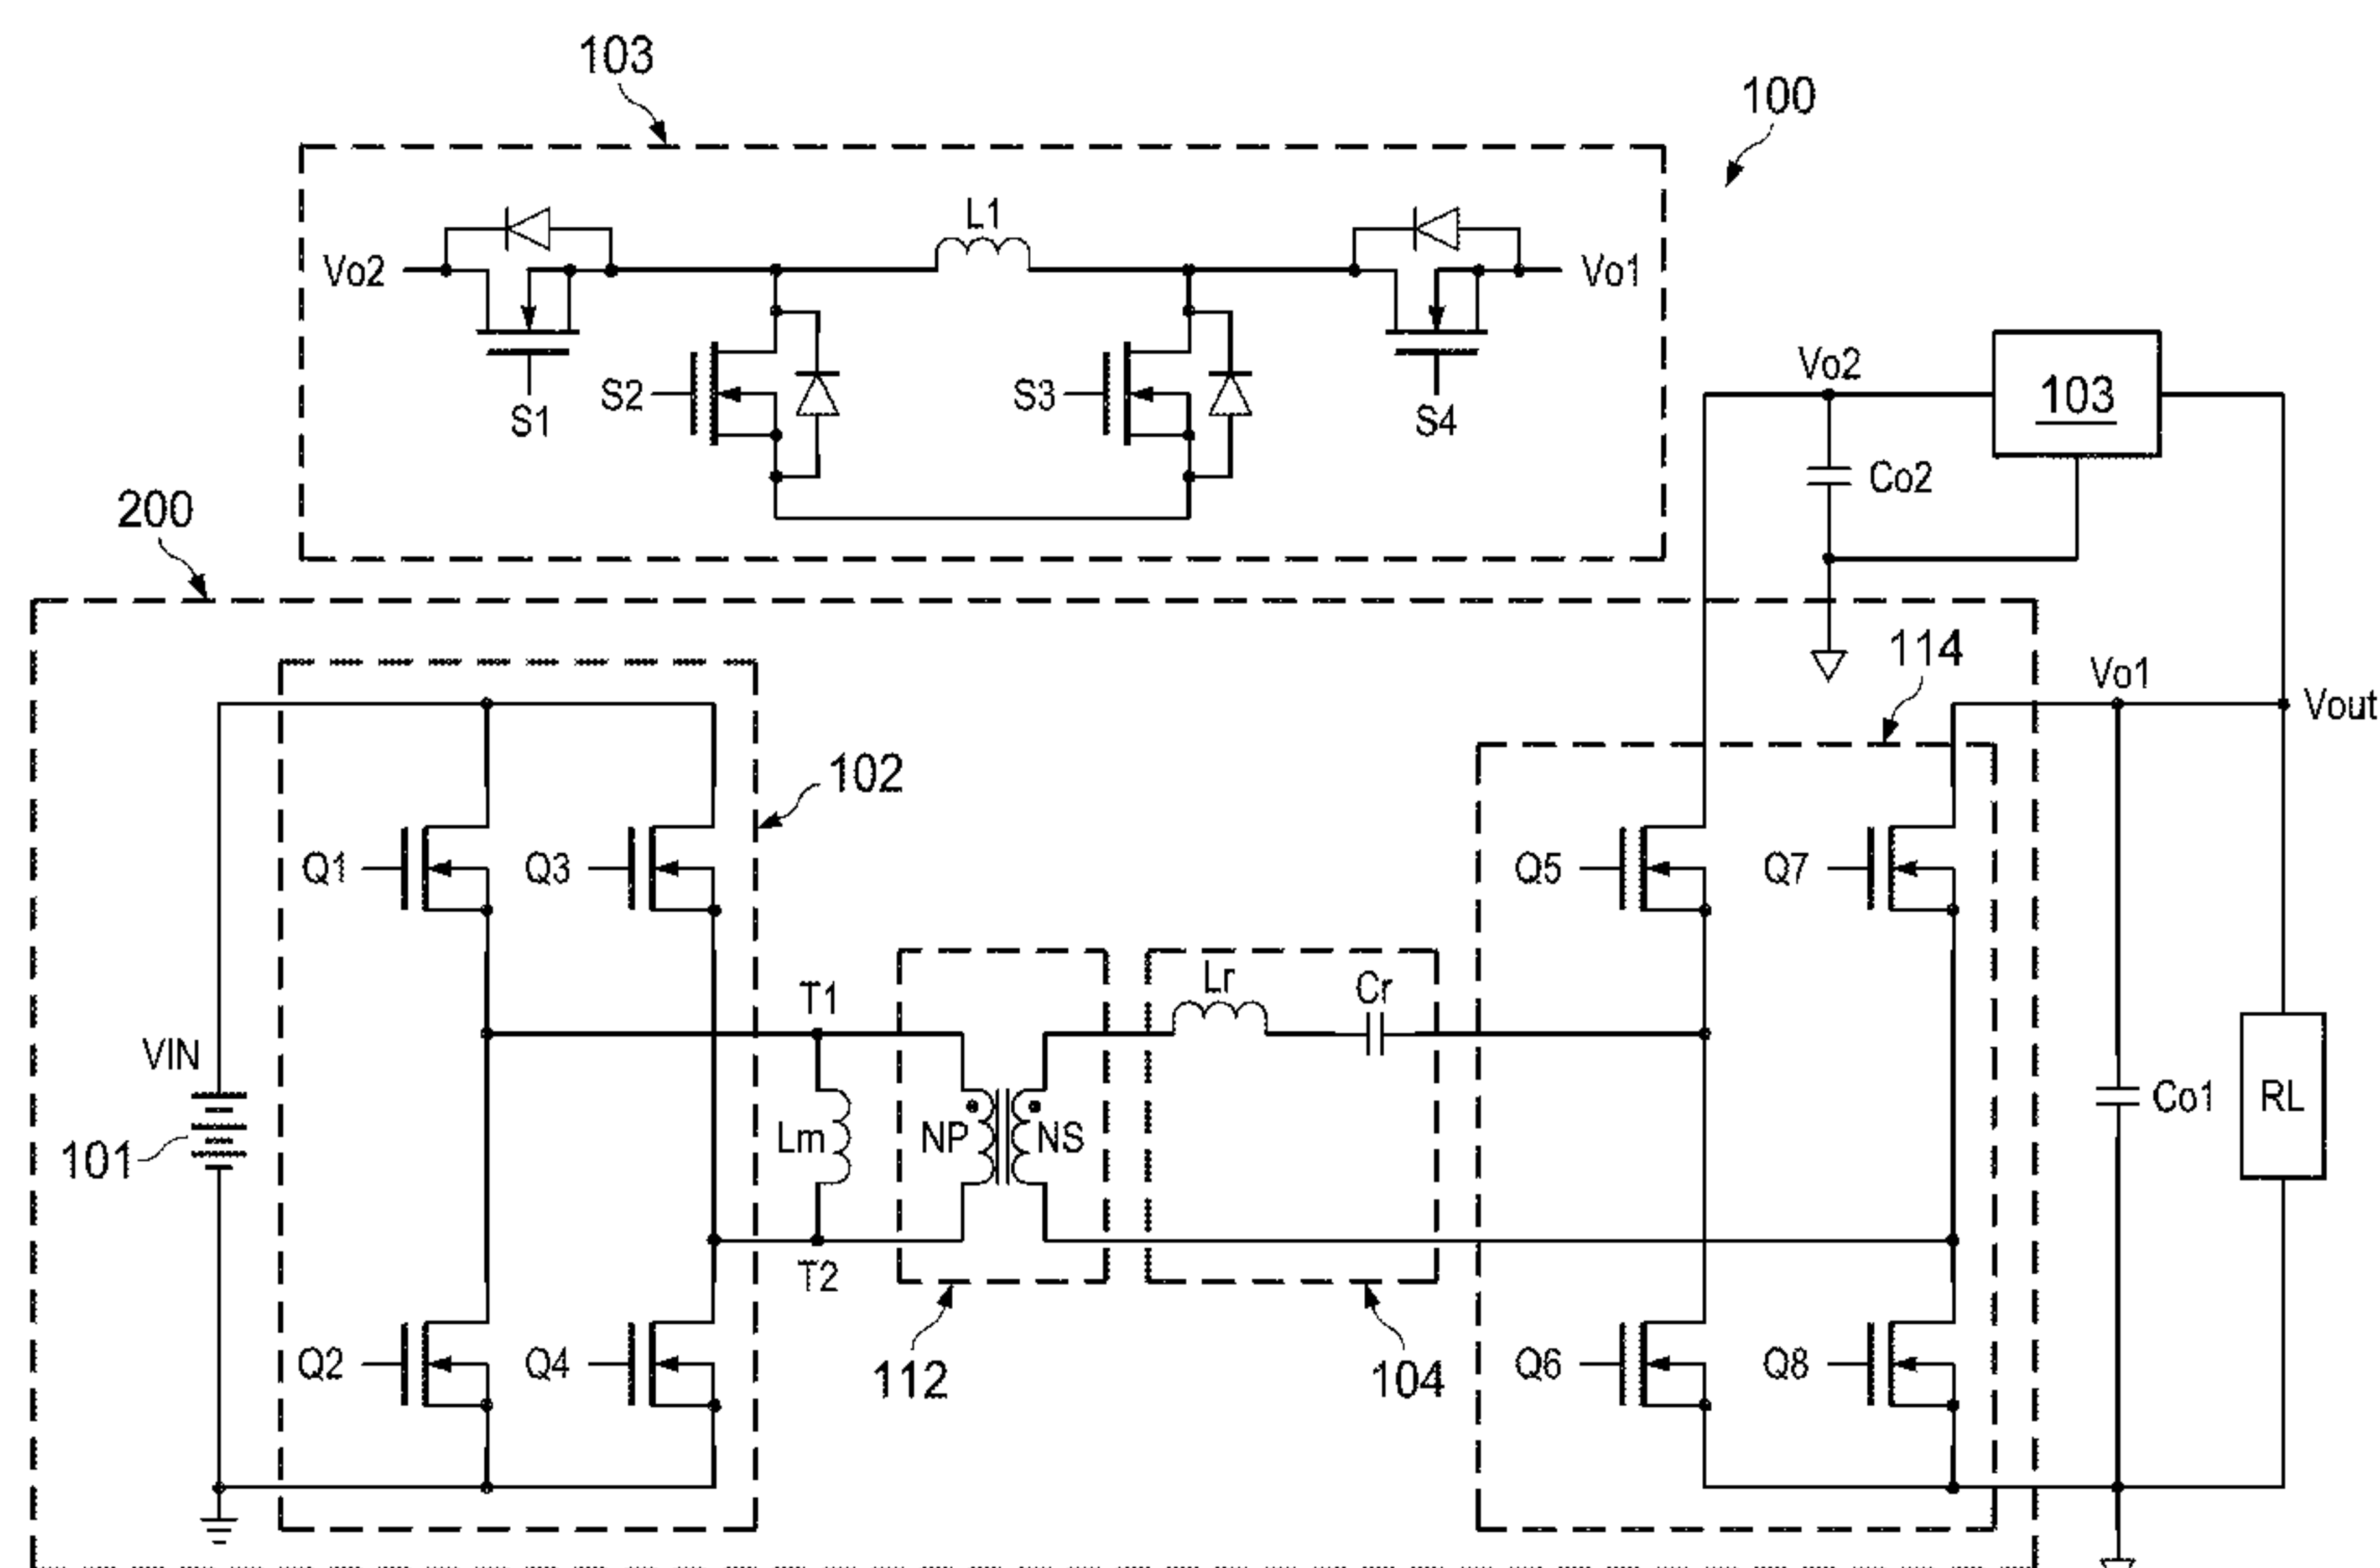 103
100
L1
Vo2
Vo1
S1
S2
S3
S4
Vo2
103
Co2
200
114
Vo1
Vout
102
Q1
Q3
Q5
Q7
T1
Lr
Cr
VIN
101
Lm
NP
NS
Co1
RL
T2
Q2
Q4
112
104
Q6
Q8